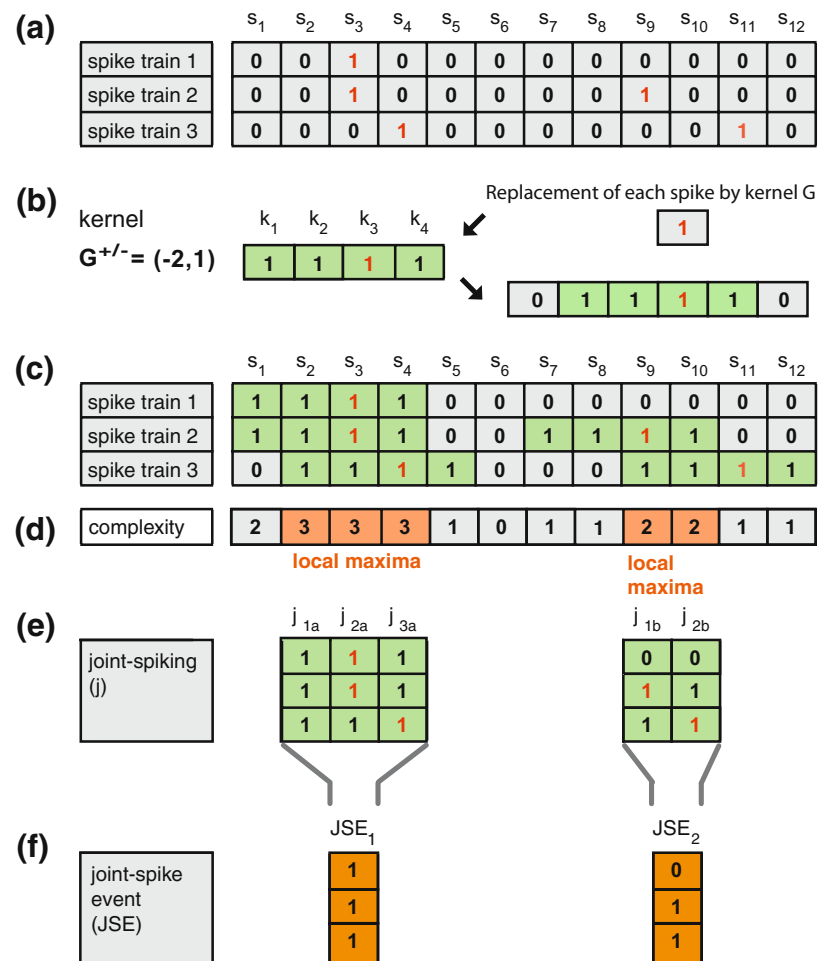 (a)
s1 s2 s3 s4 s5 s6 s7 s8 s9 s10 s11 s12
spike train 1 0 0 1 0 0 0 0 0 0 0 0 0
spike train 2 0 0 1 0 0 0 0 0 1 0 0 0
spike train 3 0 0 0 1 0 0 0 0 0 0 1 0
(b)
Replacement of each spike by kernel G
kernel k1 k2 k3 k4
1
G+/- = (-2,1) 1 1 1 1
0 1 1 1 1 0
(c)
s1 s2 s3 s4 s5 s6 s7 s8 s9 s10 s11 s12
spike train 1 1 1 1 1 0 0 0 0 0 0 0 0
spike train 2 1 1 1 1 0 0 1 1 1 1 0 0
spike train 3 0 1 1 1 1 0 0 0 1 1 1 1
(d) complexity 2 3 3 3 1 0 1 1 2 2 1 1
local maxima
local
maxima
(e)
j 1a j 2a j 3a j 1b j 2b
joint-spiking
(j)
1 1 1 0 0
1 1 1 1 1
1 1 1 1 1
JSE1 JSE2
(f)
joint-spike
event
(JSE)
1 0
1 1
1 1